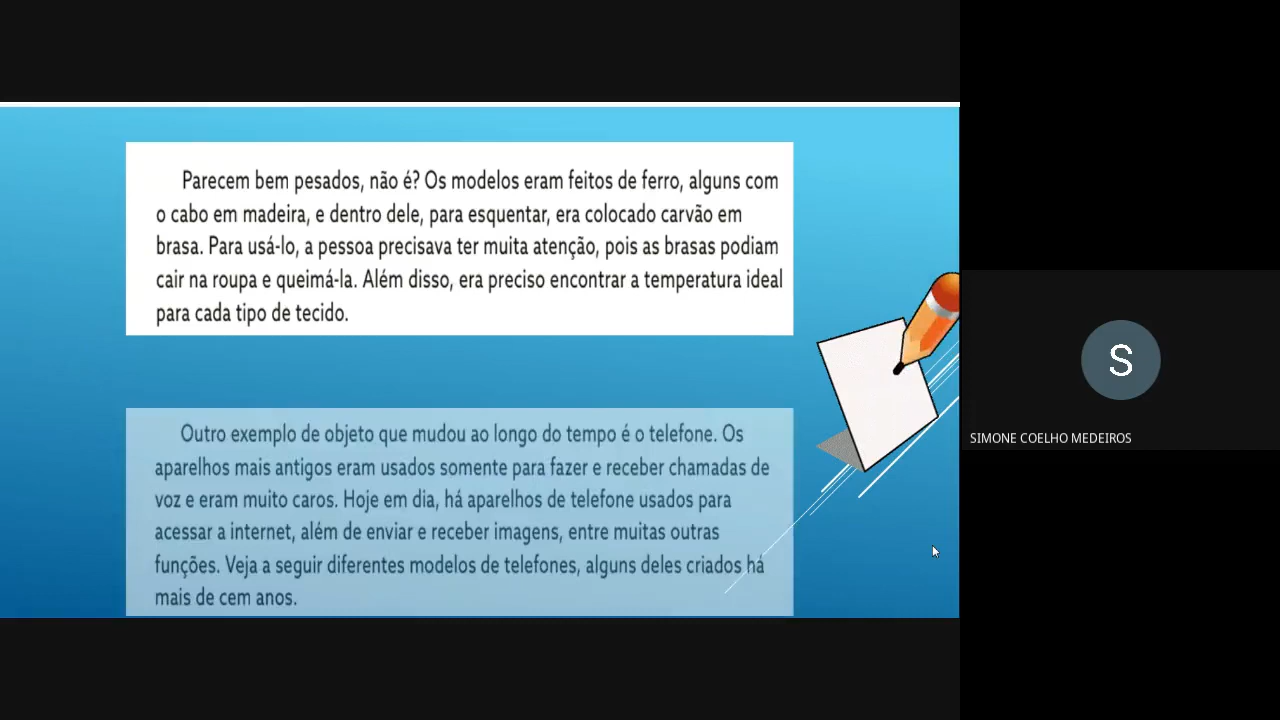 Parecem bem pesados, não é? Os modelos eram feitos de ferro, alguns com
o cabo em madeira, e dentro dele, para esquentar, era colocado carvão em
brasa. Para usá-lo, a pessoa precisava ter muita atenção, pois as brasas podiam
cair na roupa e queimá-la. Além disso, era preciso encontrar a temperatura ideal
para cada tipo de tecido.
Outro exemplo de objeto que mudou ao longo do tempo é o telefone. Os
aparelhos mais antigos eram usados somente para fazer e receber chamadas de
voz e eram muito caros. Hoje em dia, há aparelhos de telefone usados para
acessar a internet, além de enviar e receber imagens, entre muitas outras
funções. Veja a seguir diferentes modelos de telefones, alguns deles criados há
mais de cem anos.
S
SIMONE COELHO MEDEIROS